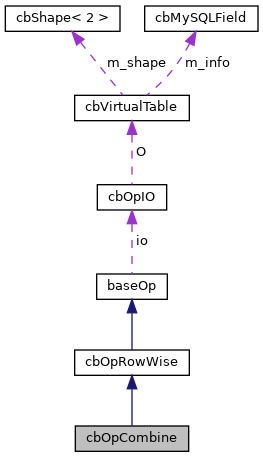 cbShape< 2 >
cbMySQLField
m_shape
m_info
cbVirtualTable
O
cbOpIO
io
baseOp
cbOpRowWise
cbOpCombine